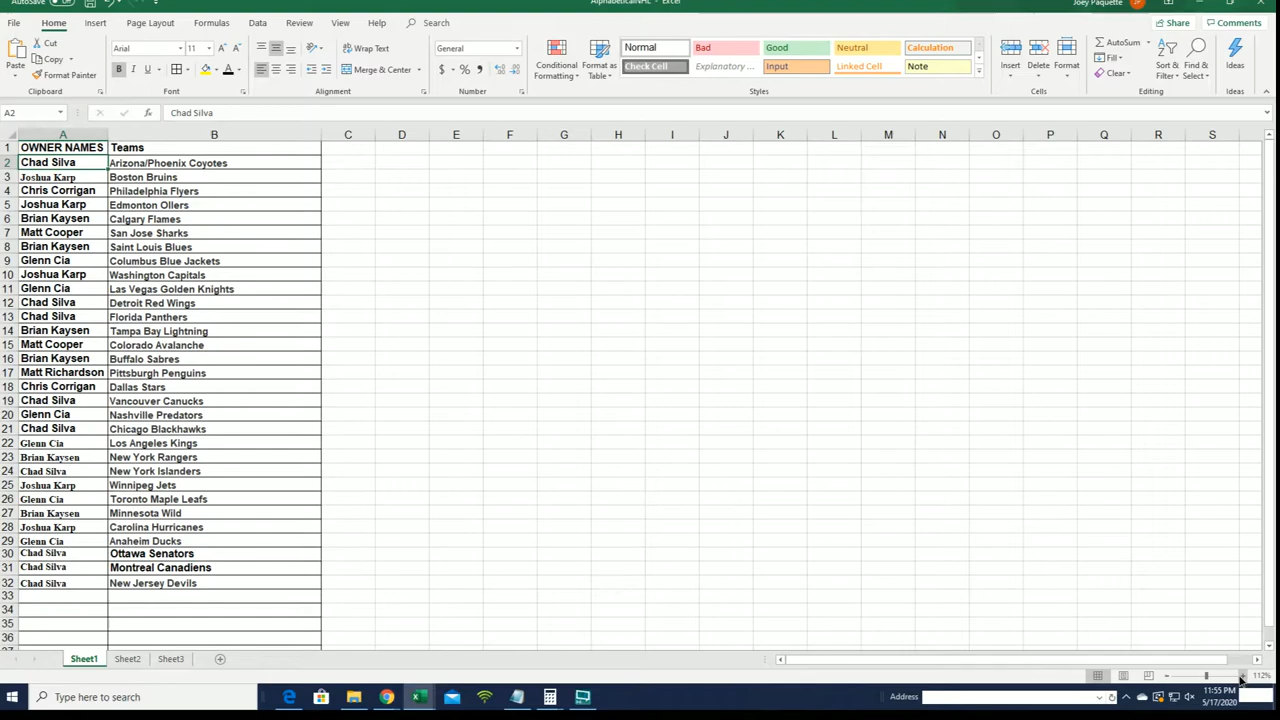 AutoSave Off AlphabeticalNHL - Excel Joey Paquette JP
File Home Insert Page Layout Formulas Data Review View Help Search Share Comments
Paste Cut Copy Format Painter Clipboard
Arial 11 A A B I U A Font
Wrap Text Merge & Center Alignment
General $ % , Number
Conditional Formatting Format as Table
Normal Bad Good Neutral Calculation
Check Cell Explanatory ... Input Linked Cell Note
Styles
Insert Delete Format Cells
AutoSum Fill Clear Sort & Filter Find & Select Editing
Ideas Ideas
A2 fx Chad Silva
A B C D E F G H I J K L M N O P Q R S
1 OWNER NAMES Teams
2 Chad Silva Arizona/Phoenix Coyotes
3 Joshua Karp Boston Bruins
4 Chris Corrigan Philadelphia Flyers
5 Joshua Karp Edmonton Ollers
6 Brian Kaysen Calgary Flames
7 Matt Cooper San Jose Sharks
8 Brian Kaysen Saint Louis Blues
9 Glenn Cia Columbus Blue Jackets
10 Joshua Karp Washington Capitals
11 Glenn Cia Las Vegas Golden Knights
12 Chad Silva Detroit Red Wings
13 Chad Silva Florida Panthers
14 Brian Kaysen Tampa Bay Lightning
15 Matt Cooper Colorado Avalanche
16 Brian Kaysen Buffalo Sabres
17 Matt Richardson Pittsburgh Penguins
18 Chris Corrigan Dallas Stars
19 Chad Silva Vancouver Canucks
20 Glenn Cia Nashville Predators
21 Chad Silva Chicago Blackhawks
22 Glenn Cia Los Angeles Kings
23 Brian Kaysen New York Rangers
24 Chad Silva New York Islanders
25 Joshua Karp Winnipeg Jets
26 Glenn Cia Toronto Maple Leafs
27 Brian Kaysen Minnesota Wild
28 Joshua Karp Carolina Hurricanes
29 Glenn Cia Anaheim Ducks
30 Chad Silva Ottawa Senators
31 Chad Silva Montreal Canadiens
32 Chad Silva New Jersey Devils
33
34
35
36
Sheet1 Sheet2 Sheet3
112%
Type here to search Address 11:55 PM
5/17/2020